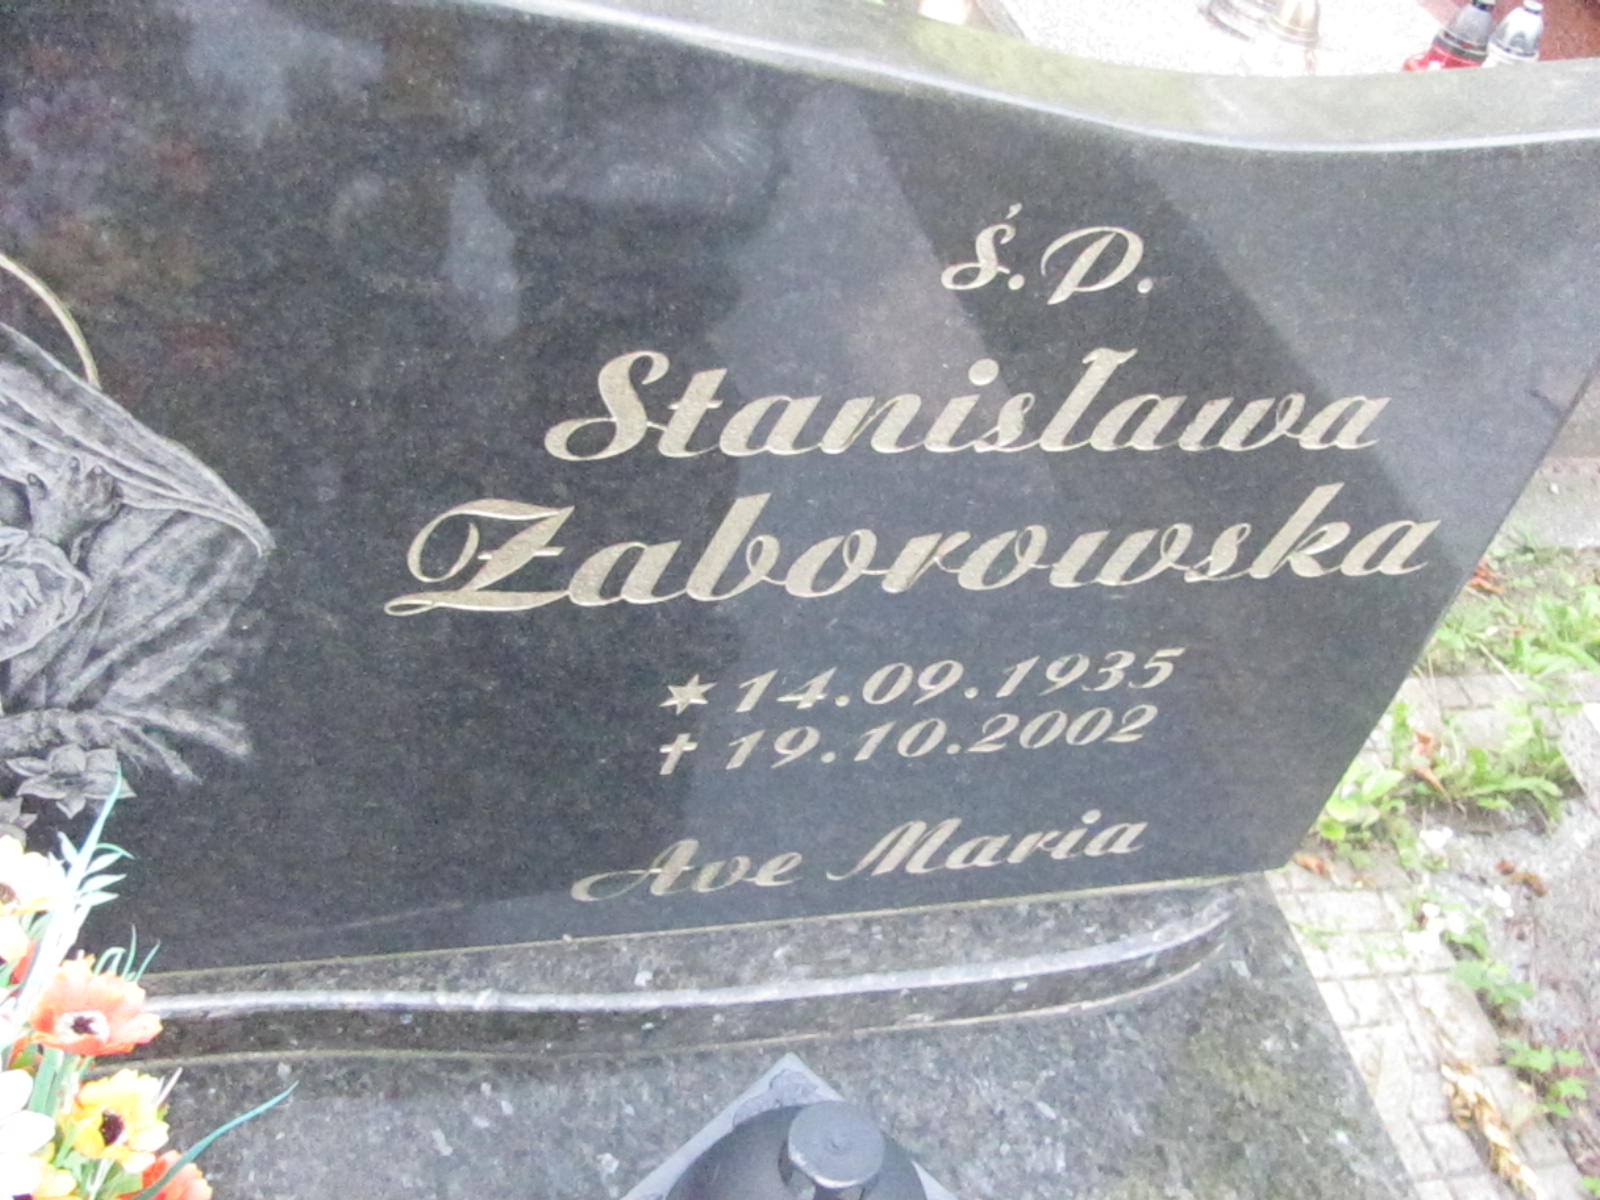 Ś.P.
Stanisława
Zaborowska
✶ 14.09.1935
✝ 19.10.2002
Ave Maria